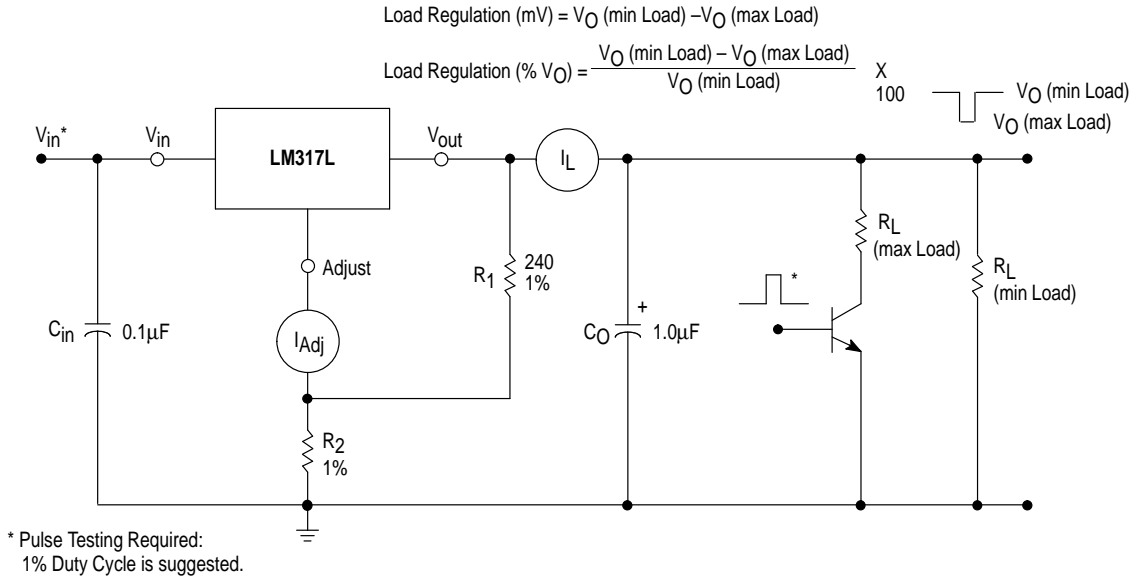 Load Regulation (mV) = VO (min Load) –VO (max Load)
Load Regulation (% VO) = VO (min Load) – VO (max Load)
VO (min Load)
X
100
VO (min Load)
VO (max Load)
Vin*
Vin
LM317L
Vout
IL
Adjust
R1
240
1%
RL
(max Load)
RL
(min Load)
*
Cin
0.1µF
IAdj
+
CO
1.0µF
R2
1%
* Pulse Testing Required:
1% Duty Cycle is suggested.